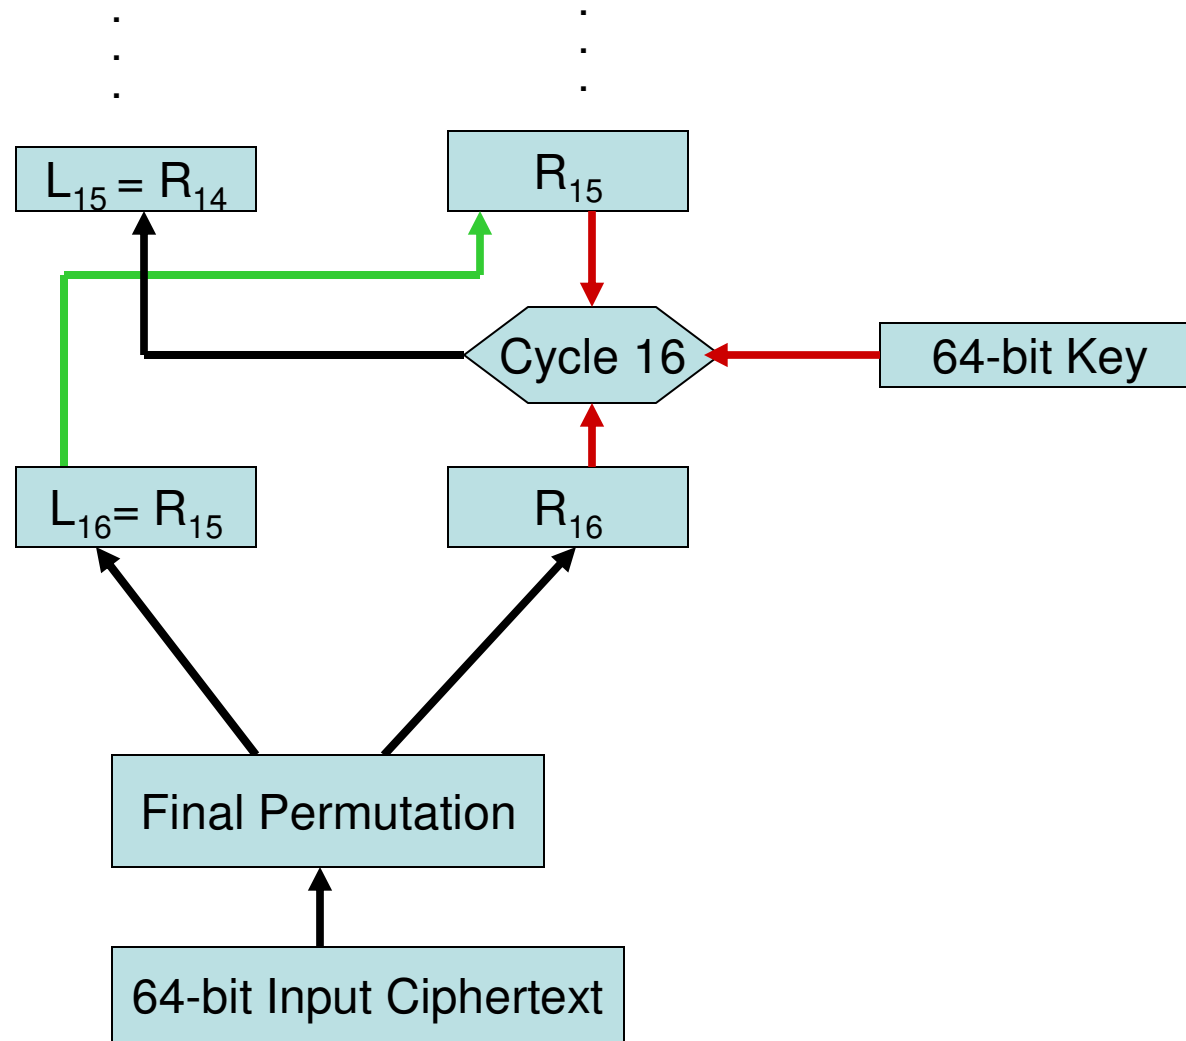 . .
. .
. .
L₁₅ = R₁₄ R₁₅
Cycle 16 64-bit Key
L₁₆= R₁₅ R₁₆
Final Permutation
64-bit Input Ciphertext